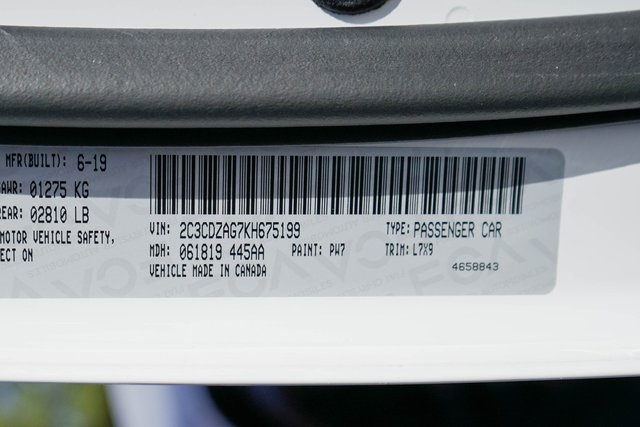 MFR(BUILT): 6-19
AWR: 01275 KG
REAR: 02810 LB
MOTOR VEHICLE SAFETY,
ECT ON
VIN: 2C3CDZAG7KH675199 TYPE: PASSENGER CAR
MDH: 061819 445AA PAINT: PW7 TRIM: L7X9
VEHICLE MADE IN CANADA
4658843